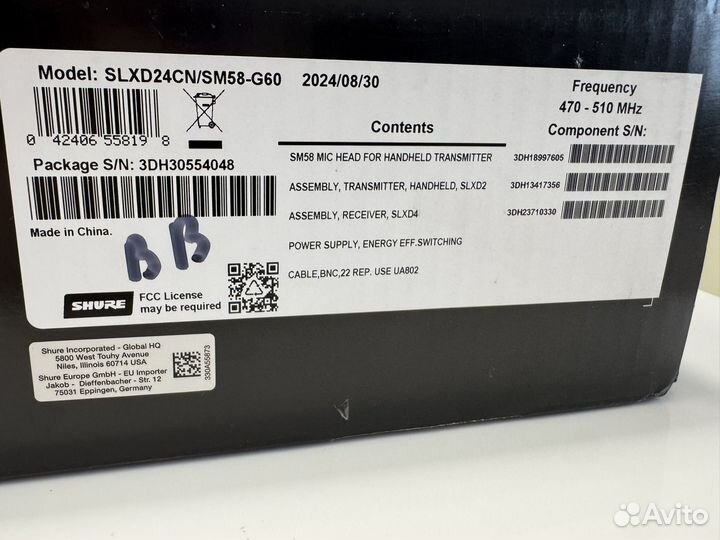 Model: SLXD24CN/SM58-G60 2024/08/30
0 42406 55819 8
Package S/N: 3DH30554048
Made in China.
BB
SHURE
FCC License
may be required
Contents
SM58 MIC HEAD FOR HANDHELD TRANSMITTER
ASSEMBLY, TRANSMITTER, HANDHELD, SLXD2
ASSEMBLY, RECEIVER, SLXD4
POWER SUPPLY, ENERGY EFF.SWITCHING
CABLE,BNC,22 REP. USE UA802
Frequency
470 - 510 MHz
Component S/N:
3DH18997605
3DH13417356
3DH23710330
Shure Incorporated - Global HQ
5800 West Touhy Avenue
Niles, Illinois 60714 USA
Shure Europe GmbH - EU Importer
Jakob - Dieffenbacher - Str. 12
75031 Eppingen, Germany
330A55873
Avito